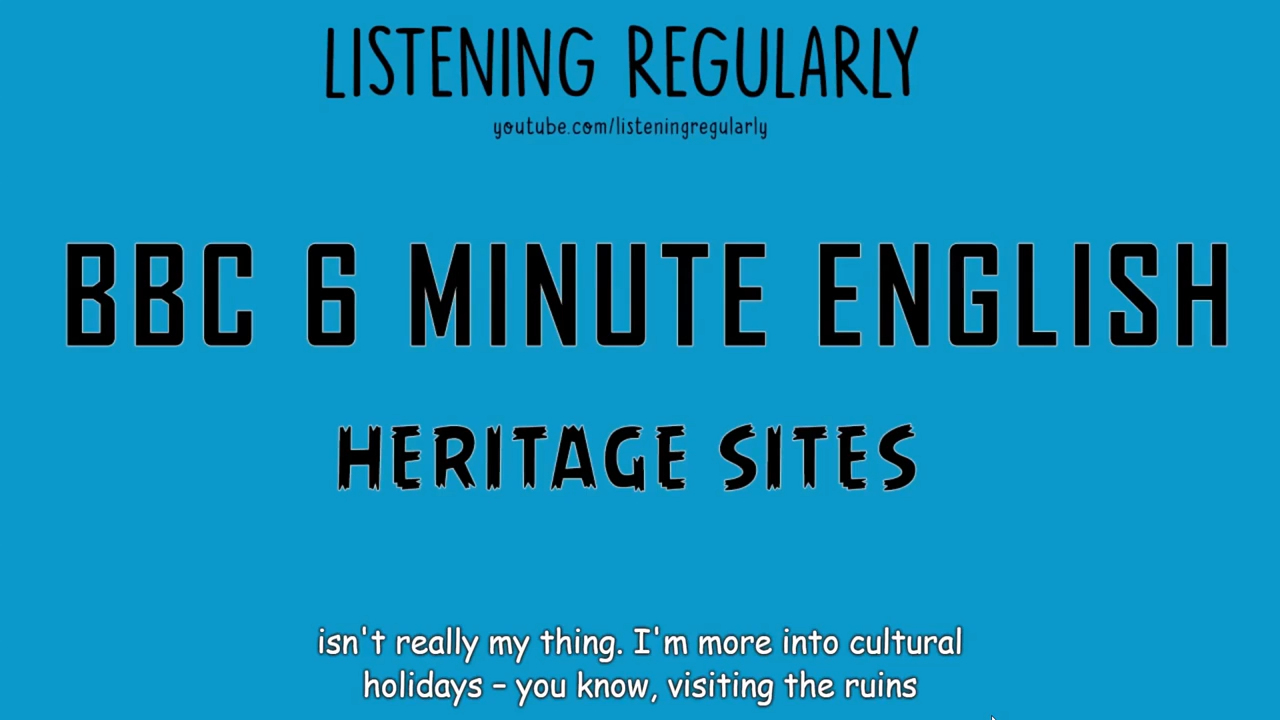 LISTENING REGULARLY
youtube.com/listeningregularly
BBC 6 MINUTE ENGLISH
HERITAGE SITES
isn't really my thing. I'm more into cultural
holidays – you know, visiting the ruins